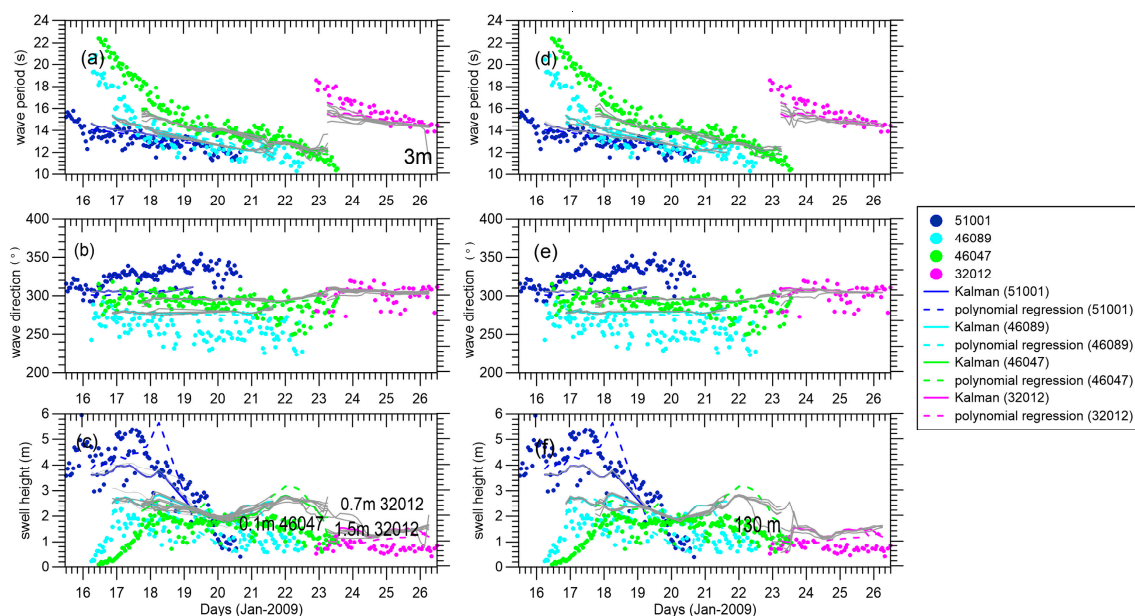 24
22
20
18
16
14
12
10
wave period (s)
(a)
3m
16 17 18 19 20 21 22 23 24 25 26
24
22
20
18
16
14
12
10
wave period (s)
(d)
16 17 18 19 20 21 22 23 24 25 26
400
350
300
250
200
wave direction (°)
(b)
16 17 18 19 20 21 22 23 24 25 26
400
350
300
250
200
wave direction (°)
(e)
16 17 18 19 20 21 22 23 24 25 26
6
5
4
3
2
1
0
swell height (m)
(c)
0.7m 32012
0.1m 46047
1.5m 32012
16 17 18 19 20 21 22 23 24 25 26
Days (Jan-2009)
6
5
4
3
2
1
0
swell height (m)
(f)
130 m
16 17 18 19 20 21 22 23 24 25 26
Days (Jan-2009)
51001
46089
46047
32012
Kalman (51001)
polynomial regression (51001)
Kalman (46089)
polynomial regression (46089)
Kalman (46047)
polynomial regression (46047)
Kalman (32012)
polynomial regression (32012)